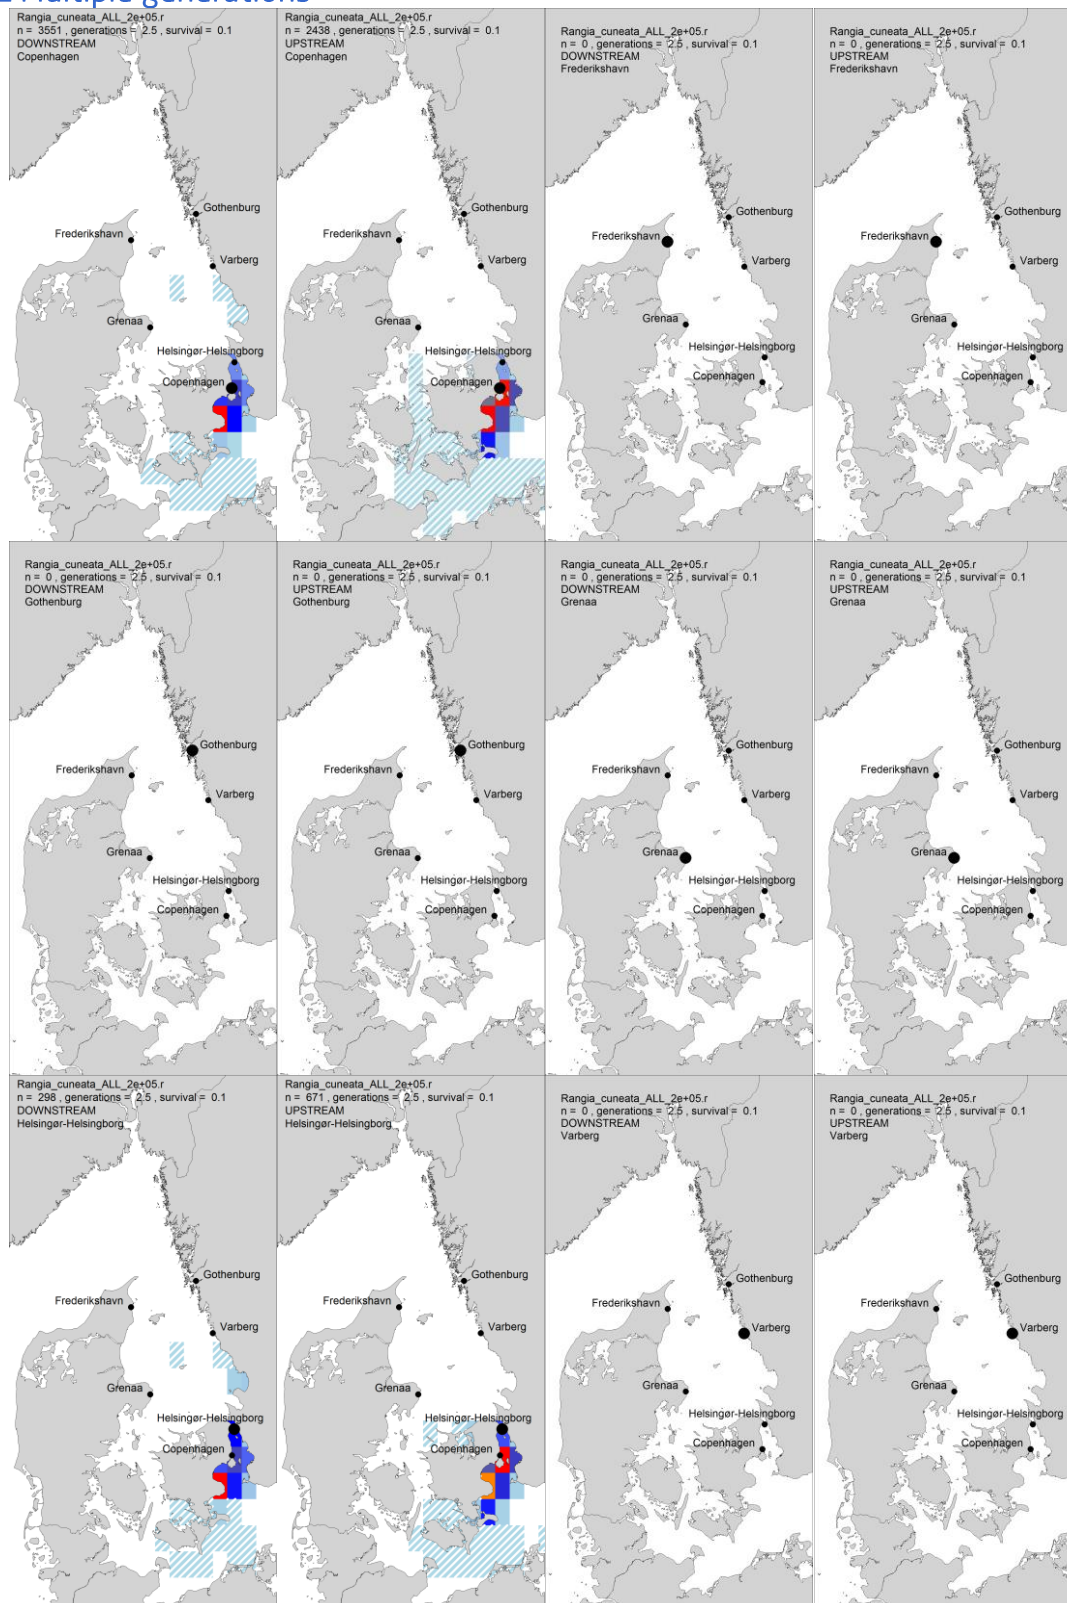 Multiple generations
Rangia_cuneata_ALL_2e+05.r
n = 3551 , generations = 2.5 , survival = 0.1
DOWNSTREAM
Copenhagen
Gothenburg
Frederikshavn
Varberg
Grenaa
Helsingør-Helsingborg
Copenhagen
Rangia_cuneata_ALL_2e+05.r
n = 2438 , generations = 2.5 , survival = 0.1
UPSTREAM
Copenhagen
Gothenburg
Frederikshavn
Varberg
Grenaa
Helsingør-Helsingborg
Copenhagen
Rangia_cuneata_ALL_2e+05.r
n = 0 , generations = 2.5 , survival = 0.1
DOWNSTREAM
Frederikshavn
Gothenburg
Frederikshavn
Varberg
Grenaa
Helsingør-Helsingborg
Copenhagen
Rangia_cuneata_ALL_2e+05.r
n = 0 , generations = 2.5 , survival = 0.1
UPSTREAM
Frederikshavn
Gothenburg
Frederikshavn
Varberg
Grenaa
Helsingør-Helsingborg
Copenhagen
Rangia_cuneata_ALL_2e+05.r
n = 0 , generations = 2.5 , survival = 0.1
DOWNSTREAM
Gothenburg
Gothenburg
Frederikshavn
Varberg
Grenaa
Helsingør-Helsingborg
Copenhagen
Rangia_cuneata_ALL_2e+05.r
n = 0 , generations = 2.5 , survival = 0.1
UPSTREAM
Gothenburg
Gothenburg
Frederikshavn
Varberg
Grenaa
Helsingør-Helsingborg
Copenhagen
Rangia_cuneata_ALL_2e+05.r
n = 0 , generations = 2.5 , survival = 0.1
DOWNSTREAM
Grenaa
Gothenburg
Frederikshavn
Varberg
Grenaa
Helsingør-Helsingborg
Copenhagen
Rangia_cuneata_ALL_2e+05.r
n = 0 , generations = 2.5 , survival = 0.1
UPSTREAM
Grenaa
Gothenburg
Frederikshavn
Varberg
Grenaa
Helsingør-Helsingborg
Copenhagen
Rangia_cuneata_ALL_2e+05.r
n = 298 , generations = 2.5 , survival = 0.1
DOWNSTREAM
Helsingør-Helsingborg
Gothenburg
Frederikshavn
Varberg
Grenaa
Helsingør-Helsingborg
Copenhagen
Rangia_cuneata_ALL_2e+05.r
n = 671 , generations = 2.5 , survival = 0.1
UPSTREAM
Helsingør-Helsingborg
Gothenburg
Frederikshavn
Varberg
Grenaa
Helsingør-Helsingborg
Copenhagen
Rangia_cuneata_ALL_2e+05.r
n = 0 , generations = 2.5 , survival = 0.1
DOWNSTREAM
Varberg
Gothenburg
Frederikshavn
Varberg
Grenaa
Helsingør-Helsingborg
Copenhagen
Rangia_cuneata_ALL_2e+05.r
n = 0 , generations = 2.5 , survival = 0.1
UPSTREAM
Varberg
Gothenburg
Frederikshavn
Varberg
Grenaa
Helsingør-Helsingborg
Copenhagen